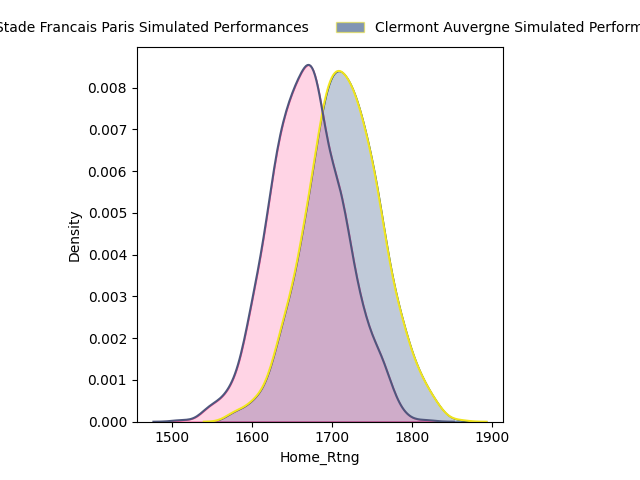 Stade Francais Paris Simulated Performances
Clermont Auvergne Simulated Perform
0.008
0.007
0.006
0.005
0.004
0.003
0.002
0.001
0.000
Density
1500 1600 1700 1800 1900
Home_Rtng